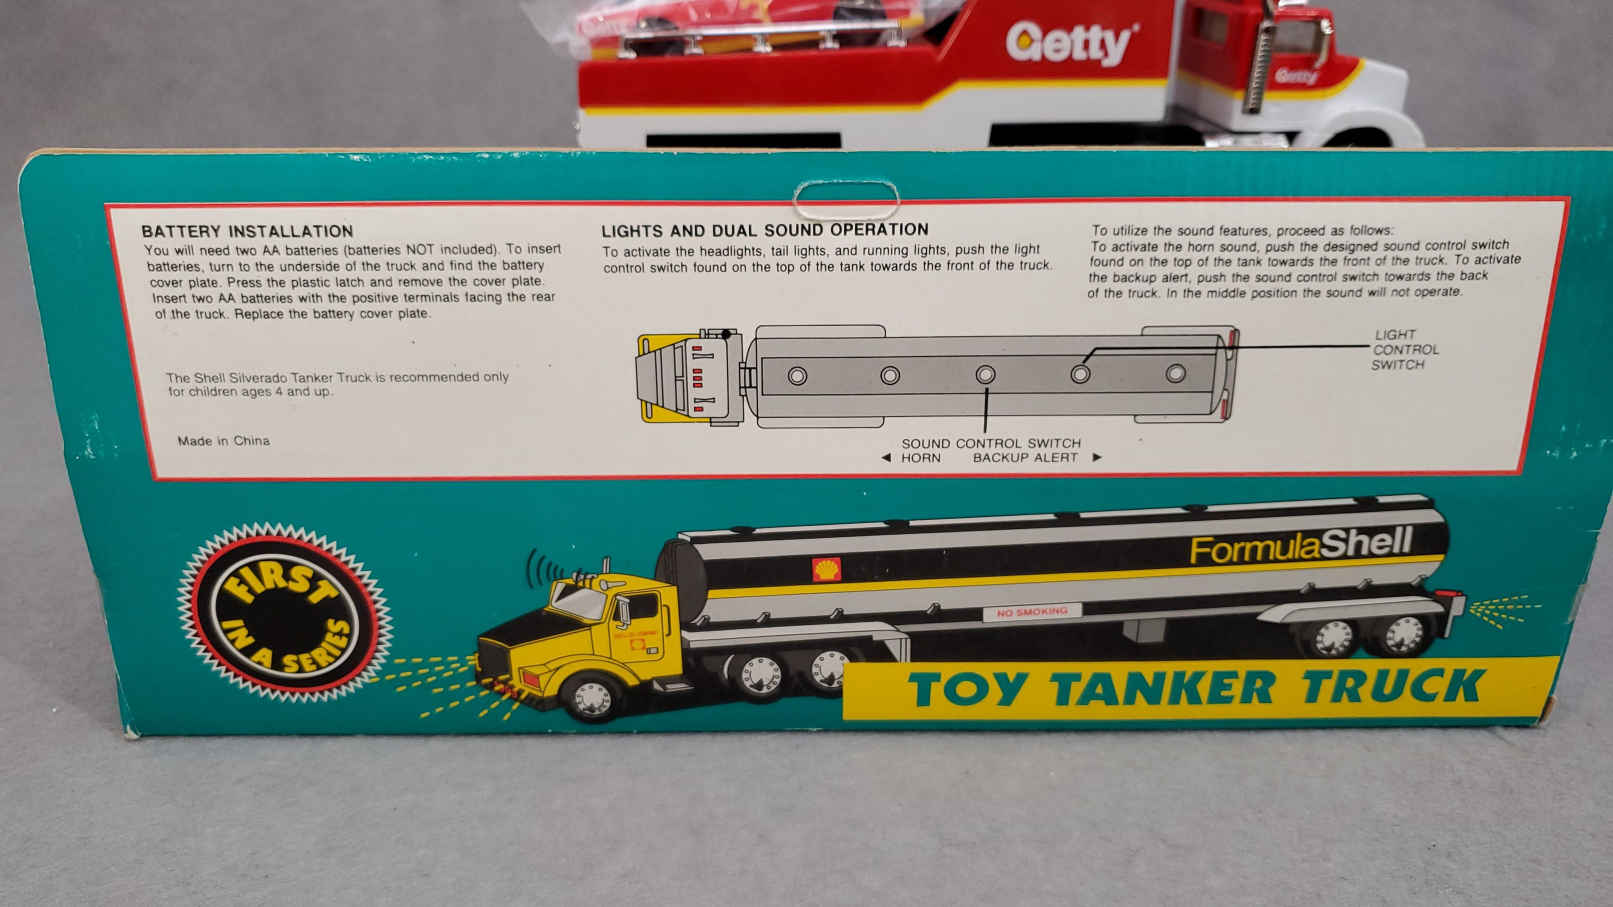 Getty
Getty
BATTERY INSTALLATION
You will need two AA batteries (batteries NOT included). To insert
batteries, turn to the underside of the truck and find the battery
cover plate. Press the plastic latch and remove the cover plate.
Insert two AA batteries with the positive terminals facing the rear
of the truck. Replace the battery cover plate.
The Shell Silverado Tanker Truck is recommended only
for children ages 4 and up.
Made in China
LIGHTS AND DUAL SOUND OPERATION
To activate the headlights, tail lights, and running lights, push the light
control switch found on the top of the tank towards the front of the truck.
To utilize the sound features, proceed as follows:
To activate the horn sound, push the designed sound control switch
found on the top of the tank towards the front of the truck. To activate
the backup alert, push the sound control switch towards the back
of the truck. In the middle position the sound will not operate.
LIGHT
CONTROL
SWITCH
SOUND CONTROL SWITCH
◄ HORN BACKUP ALERT ►
FIRST
IN A SERIES
FormulaShell
NO SMOKING
TOY TANKER TRUCK